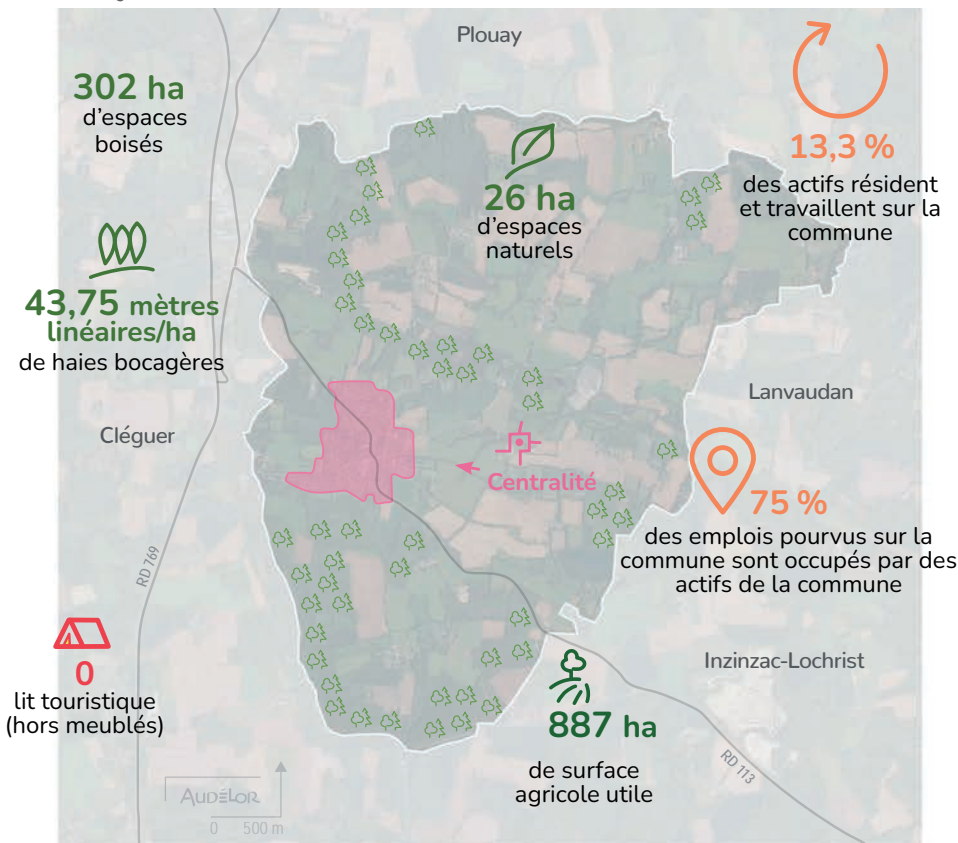 Plouay
302 ha
d'espaces
boisés
13,3 %
des actifs résident
et travaillent sur la
commune
26 ha
d'espaces
naturels
43,75 mètres
linéaires/ha
de haies bocagères
Lanvaudan
Cléguer
Centralité
75 %
des emplois pourvus sur la
commune sont occupés par des
actifs de la commune
RD 769
0
lit touristique
(hors meublés)
Inzinzac-Lochrist
887 ha
de surface
agricole utile
RD 113
AUDÉLOR
0 500 m